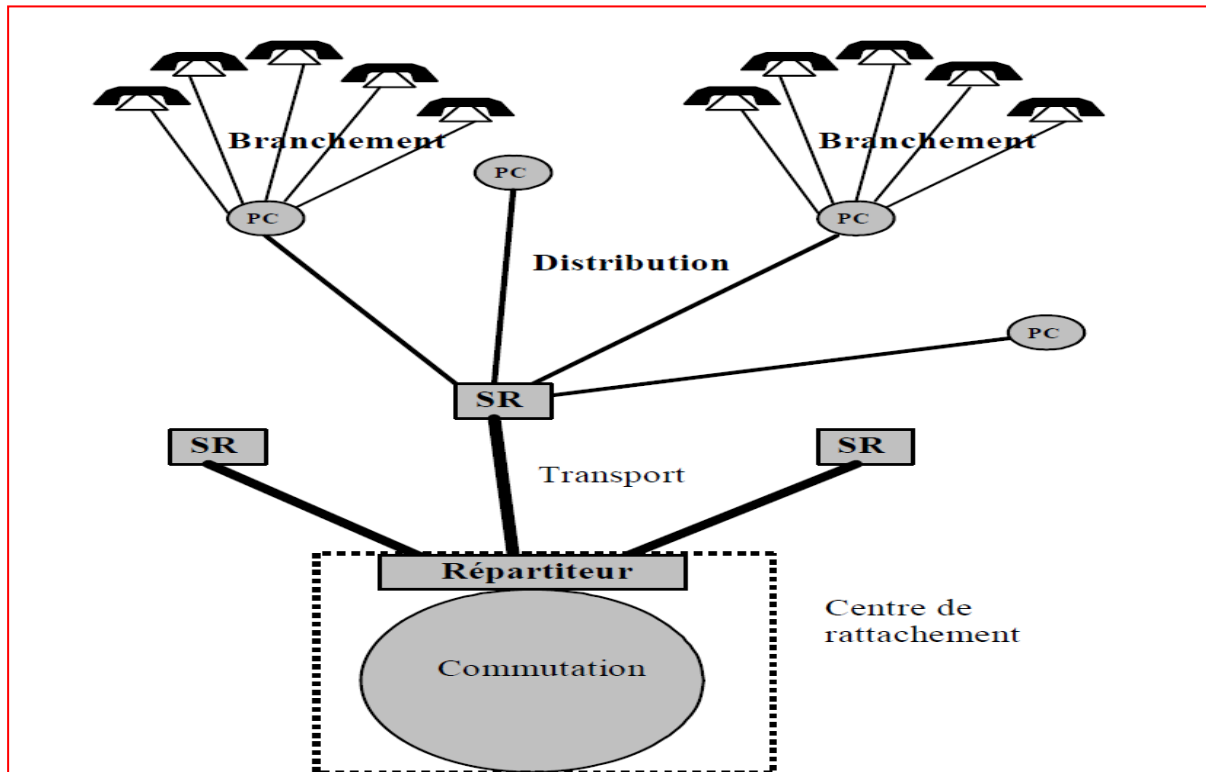 Branchement
Branchement
PC
PC
PC
Distribution
PC
SR
SR
SR
Transport
Répartiteur
Centre de
rattachement
Commutation